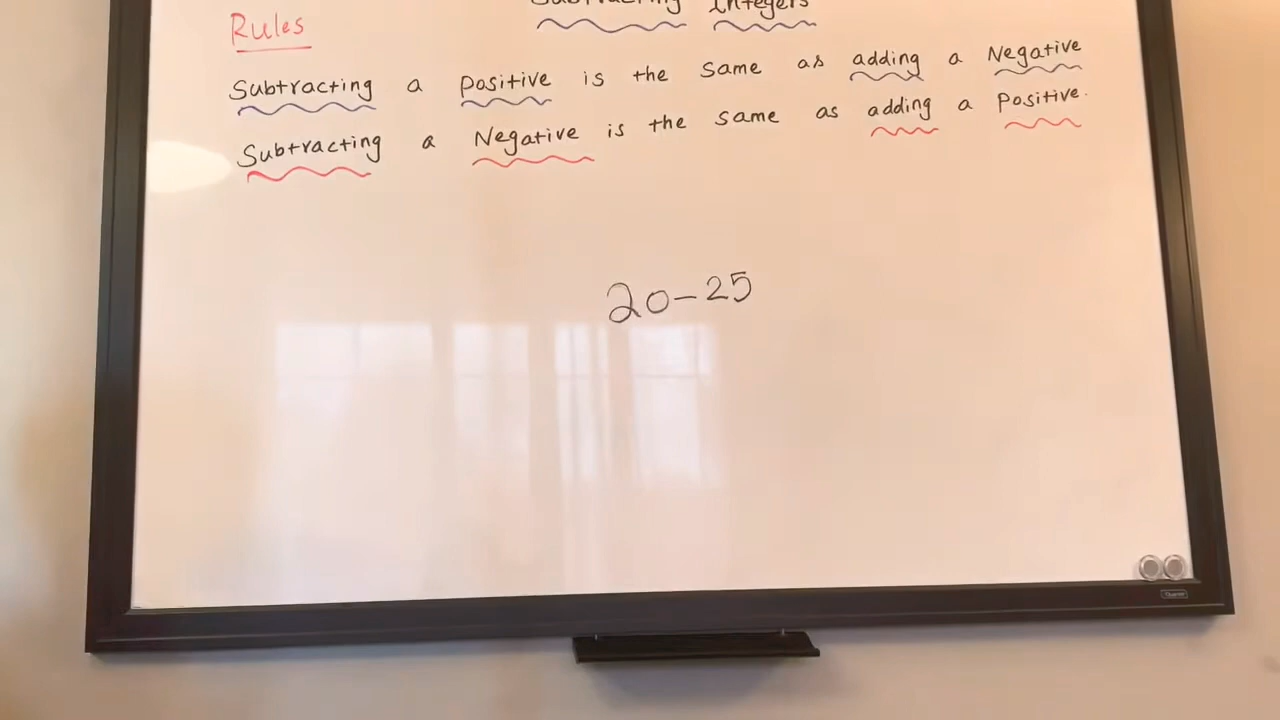 Subtracting Integers
Rules
Subtracting a positive is the same as adding a Negative
Subtracting a Negative is the same as adding a Positive.
20-25
Quartet